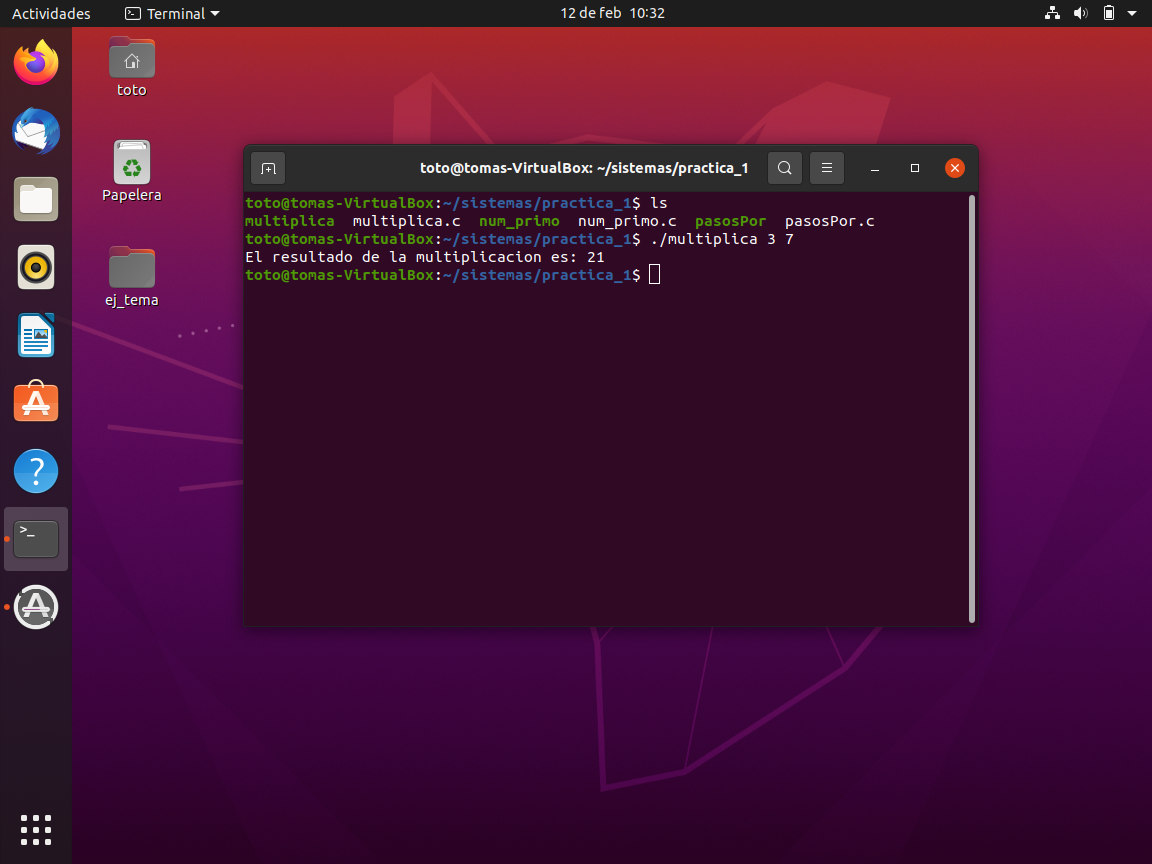 Actividades
Terminal
12 de feb 10:32
toto
Papelera
ej_tema
toto@tomas-VirtualBox: ~/sistemas/practica_1
toto@tomas-VirtualBox:~/sistemas/practica_1$ ls
multiplica multiplica.c num_primo num_primo.c pasosPor pasosPor.c
toto@tomas-VirtualBox:~/sistemas/practica_1$ ./multiplica 3 7
El resultado de la multiplicacion es: 21
toto@tomas-VirtualBox:~/sistemas/practica_1$